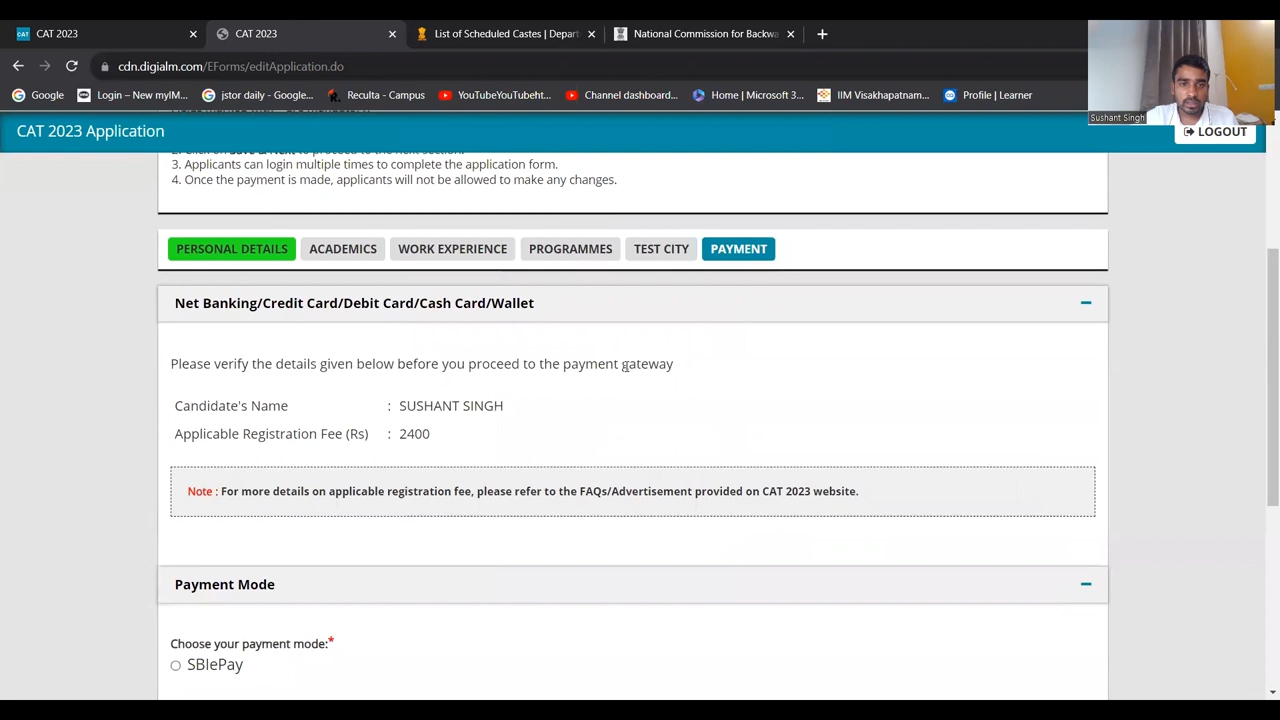 CAT 2023
CAT 2023
List of Scheduled Castes | Depart
National Commission for Backwa
cdn.digialm.com/EForms/editApplication.do
Google
Login – New myIM...
jstor daily - Google...
Reculta - Campus
YouTubeYouTubeht...
Channel dashboard...
Home | Microsoft 3...
IIM Visakhapatnam...
Profile | Learner
Sushant Singh
CAT 2023 Application
LOGOUT
3. Applicants can login multiple times to complete the application form.
4. Once the payment is made, applicants will not be allowed to make any changes.
PERSONAL DETAILS
ACADEMICS
WORK EXPERIENCE
PROGRAMMES
TEST CITY
PAYMENT
Net Banking/Credit Card/Debit Card/Cash Card/Wallet
Please verify the details given below before you proceed to the payment gateway
Candidate's Name : SUSHANT SINGH
Applicable Registration Fee (Rs) : 2400
Note : For more details on applicable registration fee, please refer to the FAQs/Advertisement provided on CAT 2023 website.
Payment Mode
Choose your payment mode:*
SBIePay